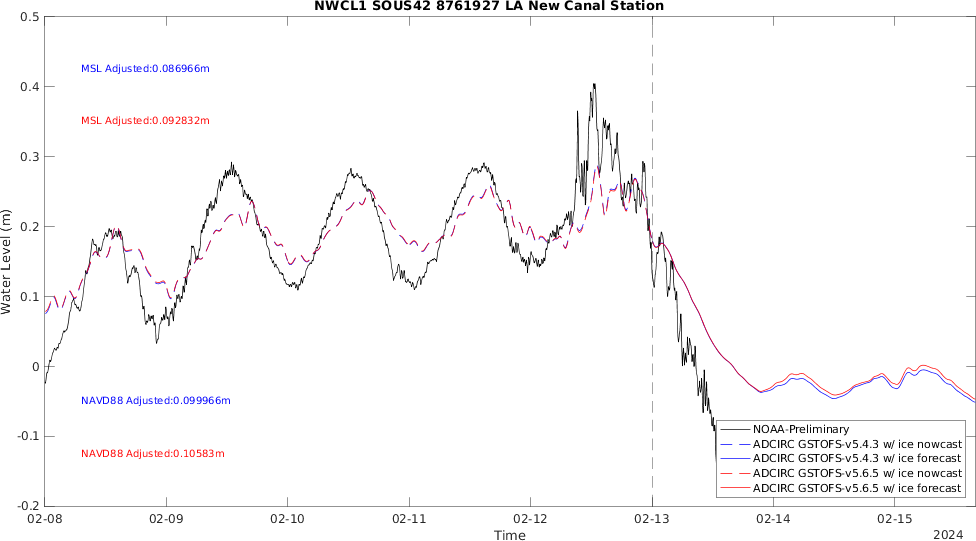 NWCL1 SOUS42 8761927 LA New Canal Station
0.5
0.4
0.3
0.2
0.1
0
-0.1
-0.2
Water Level (m)
MSL Adjusted:0.086966m
MSL Adjusted:0.092832m
NAVD88 Adjusted:0.099966m
NAVD88 Adjusted:0.10583m
NOAA-Preliminary
ADCIRC GSTOFS-v5.4.3 w/ ice nowcast
ADCIRC GSTOFS-v5.4.3 w/ ice forecast
ADCIRC GSTOFS-v5.6.5 w/ ice nowcast
ADCIRC GSTOFS-v5.6.5 w/ ice forecast
02-08 02-09 02-10 02-11 02-12 02-13 02-14 02-15
Time
2024